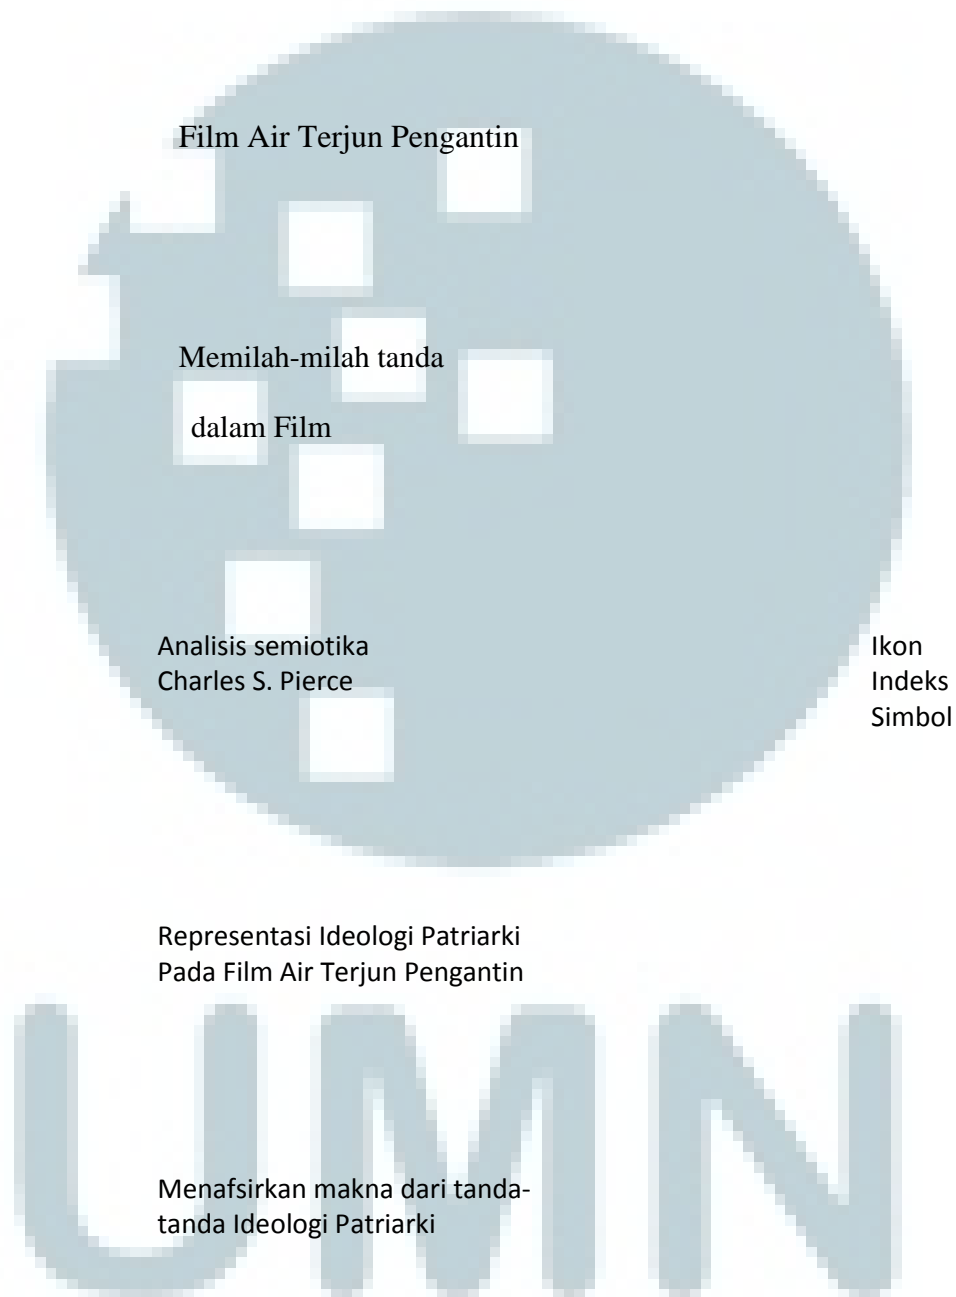 Film Air Terjun Pengantin
Memilah-milah tanda
dalam Film
Analisis semiotika
Charles S. Pierce
Ikon
Indeks
Simbol
Representasi Ideologi Patriarki
Pada Film Air Terjun Pengantin
UMN
Menafsirkan makna dari tanda-
tanda Ideologi Patriarki